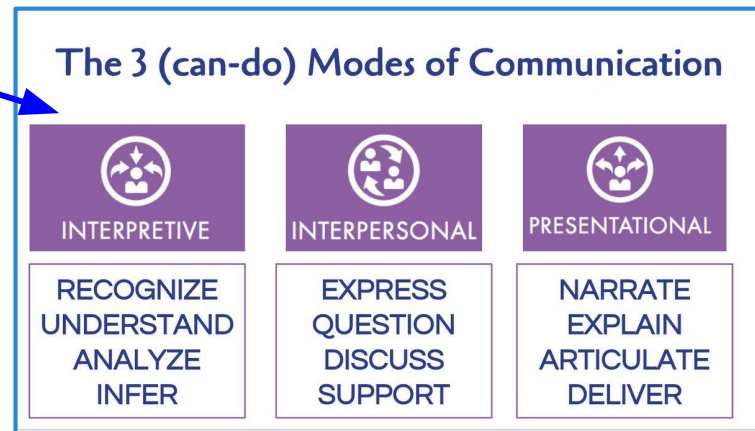 The 3 (can-do) Modes of Communication
INTERPRETIVE
RECOGNIZE
UNDERSTAND
ANALYZE
INFER
INTERPERSONAL
EXPRESS
QUESTION
DISCUSS
SUPPORT
PRESENTATIONAL
NARRATE
EXPLAIN
ARTICULATE
DELIVER